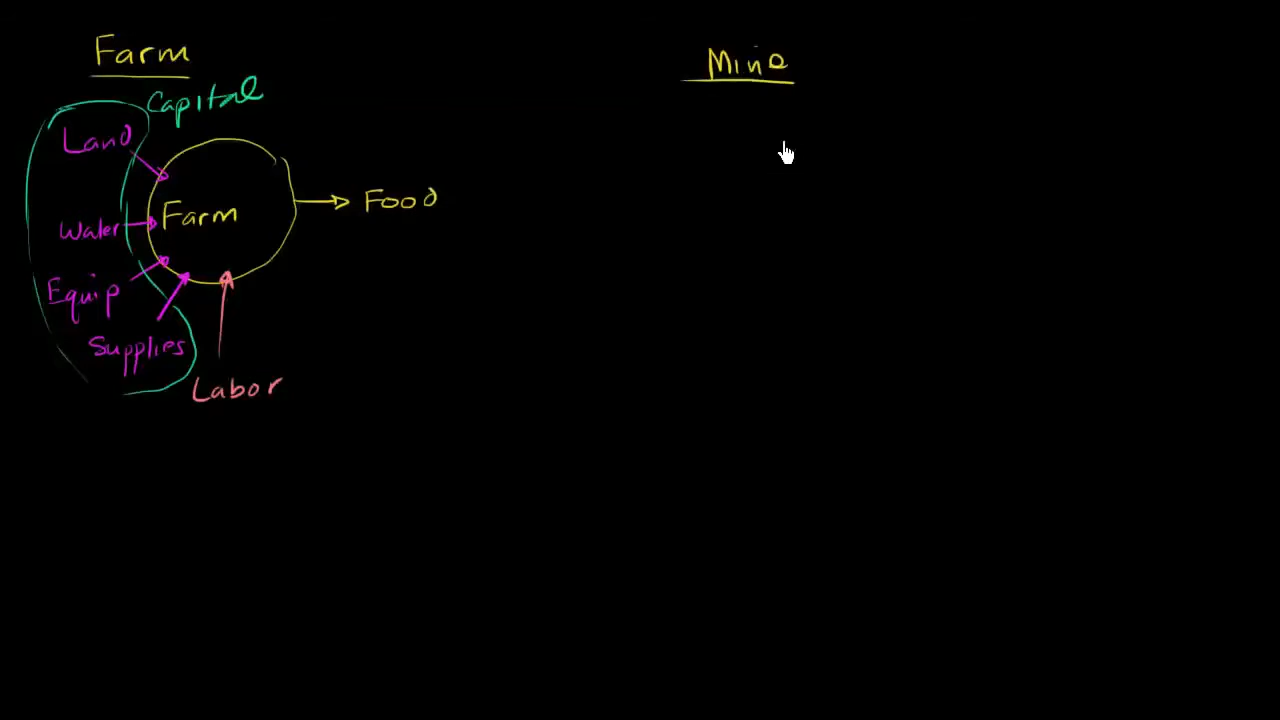 Farm
Mine
Capital
Land
Farm
Food
Water
Equip
Supplies
Labor